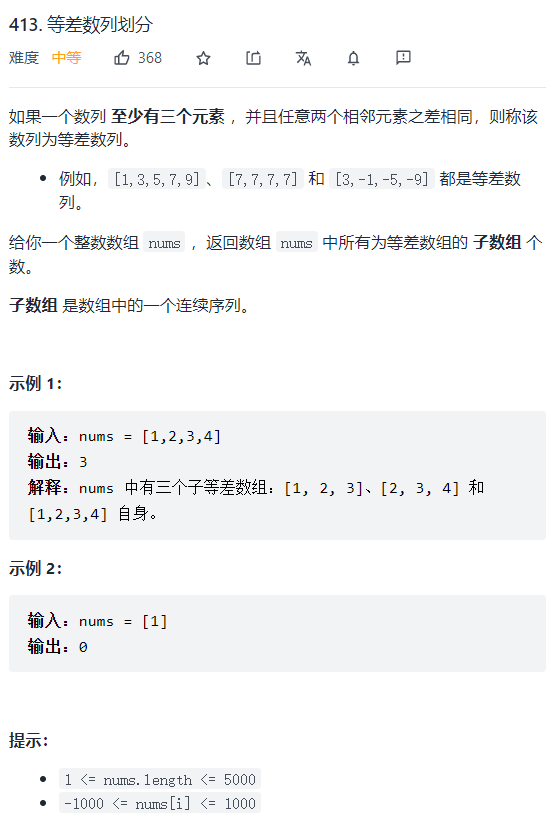 413. 等差数列划分
难度 中等 368
如果一个数列 至少有三个元素 ，并且任意两个相邻元素之差相同，则称该
数列为等差数列。
• 例如，[1,3,5,7,9]、[7,7,7,7] 和 [3,-1,-5,-9] 都是等差数
列。
给你一个整数数组 nums ，返回数组 nums 中所有为等差数组的 子数组 个
数。
子数组 是数组中的一个连续序列。
示例 1：
输入：nums = [1,2,3,4]
输出：3
解释：nums 中有三个子等差数组：[1, 2, 3]、[2, 3, 4] 和
[1,2,3,4] 自身。
示例 2：
输入：nums = [1]
输出：0
提示：
• 1 <= nums.length <= 5000
• -1000 <= nums[i] <= 1000